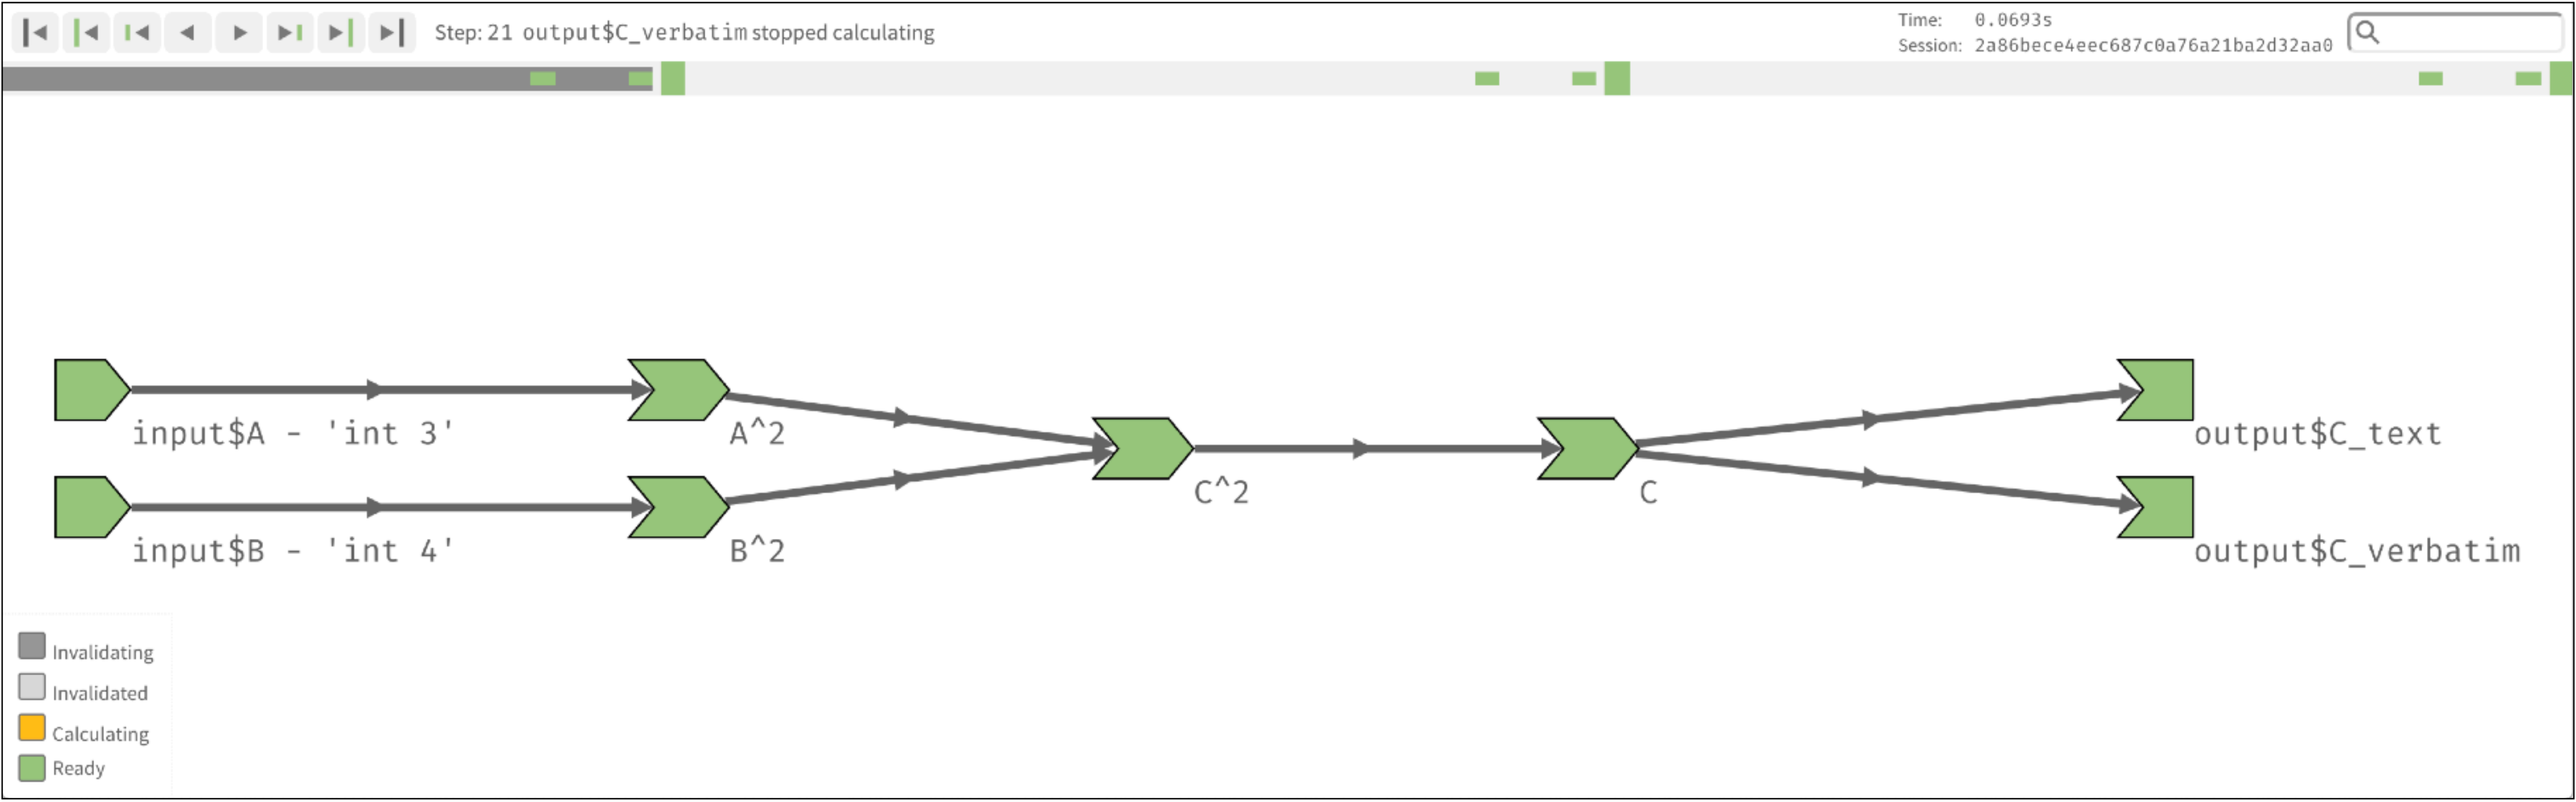 Step: 21 output$C_verbatim stopped calculating
Time: 0.0693s
Session: 2a86bece4eec687c0a76a21ba2d32aa0
input$A - 'int 3'
A^2
output$C_text
C^2
C
input$B - 'int 4'
B^2
output$C_verbatim
Invalidating
Invalidated
Calculating
Ready